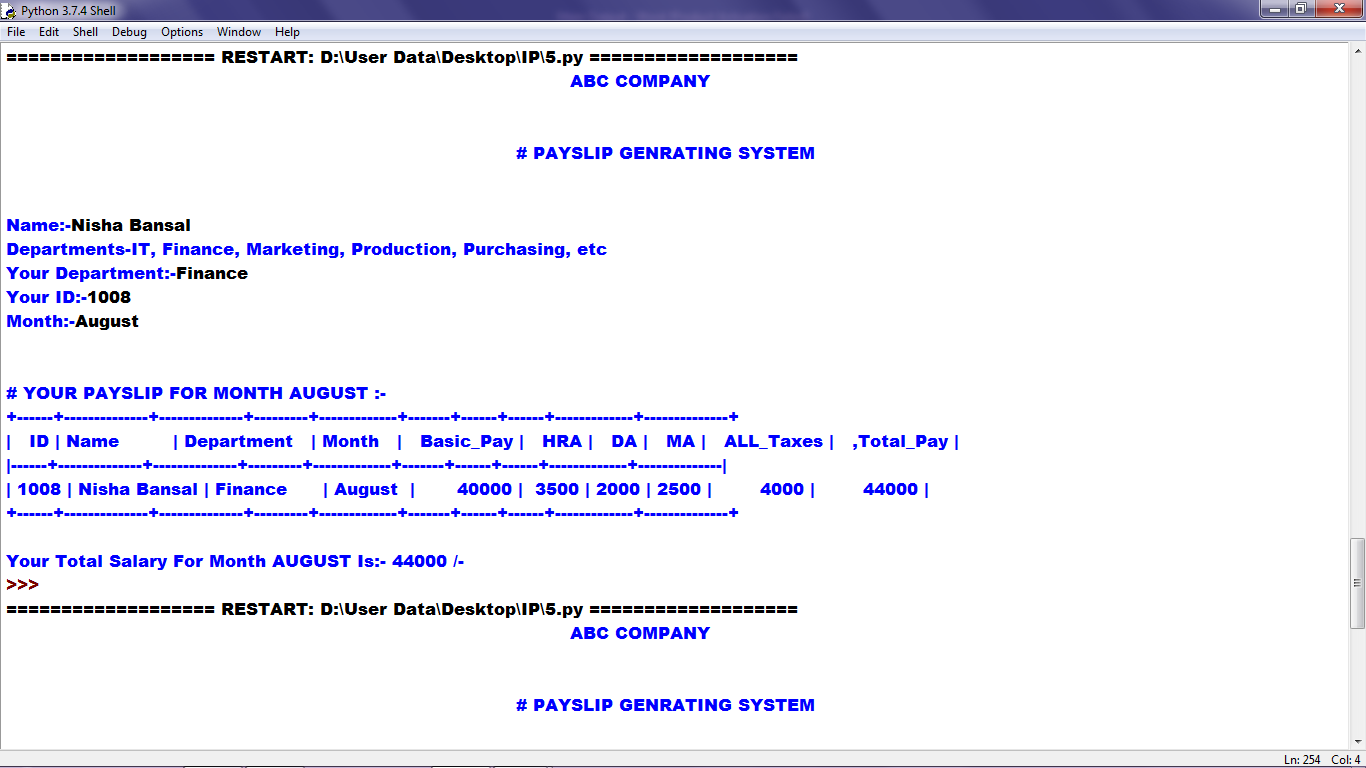 Python 3.7.4 Shell
File Edit Shell Debug Options Window Help
=================== RESTART: D:\User Data\Desktop\IP\5.py ===================
ABC COMPANY
# PAYSLIP GENRATING SYSTEM
Name:-Nisha Bansal
Departments-IT, Finance, Marketing, Production, Purchasing, etc
Your Department:-Finance
Your ID:-1008
Month:-August
# YOUR PAYSLIP FOR MONTH AUGUST :-
+------+--------------+--------------+---------+-------------+-------+------+------+-------------+--------------+
| ID | Name | Department | Month | Basic_Pay | HRA | DA | MA | ALL_Taxes | ,Total_Pay |
|------+--------------+--------------+---------+-------------+-------+------+------+-------------+--------------|
| 1008 | Nisha Bansal | Finance | August | 40000 | 3500 | 2000 | 2500 | 4000 | 44000 |
+------+--------------+--------------+---------+-------------+-------+------+------+-------------+--------------+
Your Total Salary For Month AUGUST Is:- 44000 /-
>>>
=================== RESTART: D:\User Data\Desktop\IP\5.py ===================
ABC COMPANY
# PAYSLIP GENRATING SYSTEM
Ln: 254 Col: 4